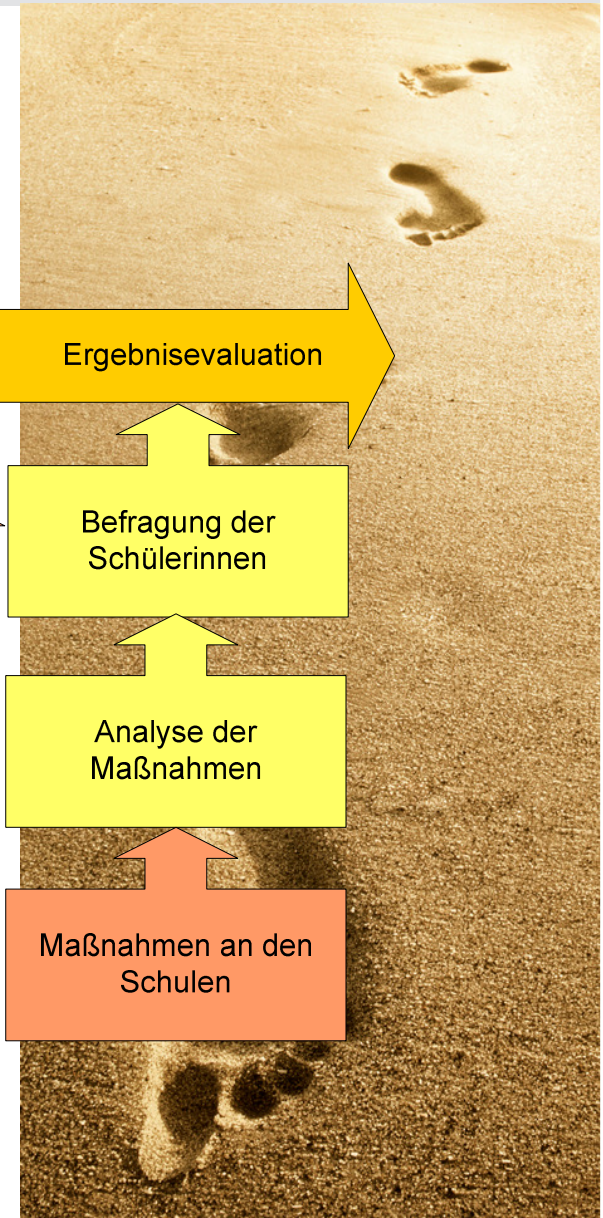 Ergebnisevaluation
Befragung der
Schülerinnen
Analyse der
Maßnahmen
Maßnahmen an den
Schulen